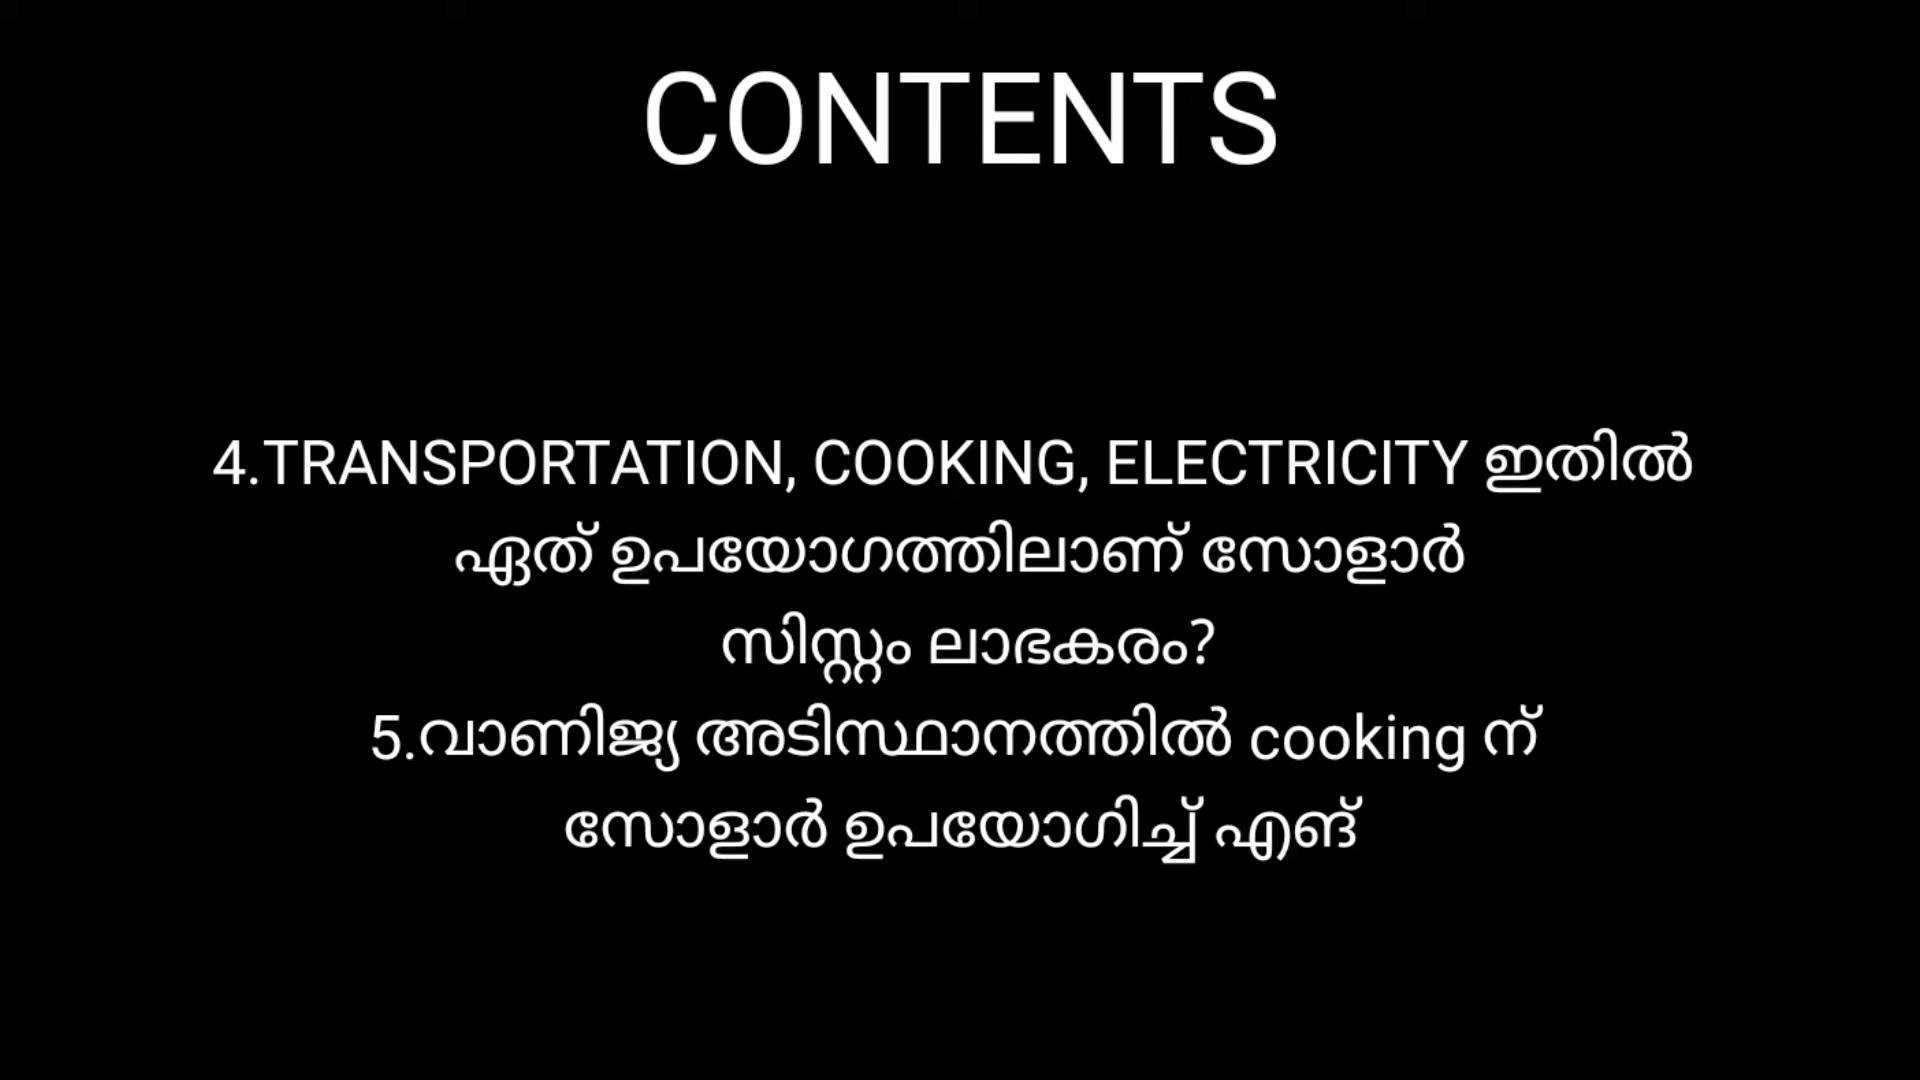 CONTENTS
4.TRANSPORTATION, COOKING, ELECTRICITY ഇതിൽ
ഏത് ഉപയോഗത്തിലാണ് സോളാർ
സിസ്റ്റം ലാഭകരം?
5.വാണിജ്യ അടിസ്ഥാനത്തിൽ cooking ന്
സോളാർ ഉപയോഗിച്ച് എങ്